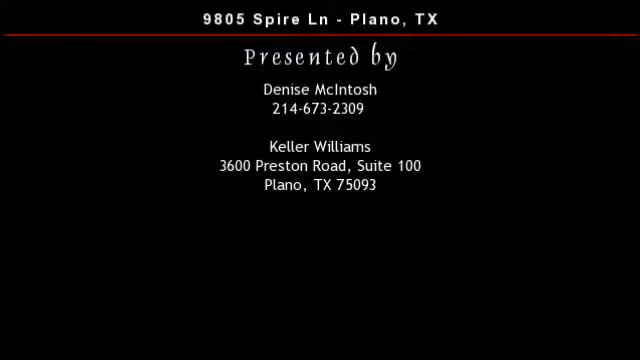 9805 Spire Ln - Plano, TX
Presented by
Denise McIntosh
214-673-2309
Keller Williams
3600 Preston Road, Suite 100
Plano, TX 75093